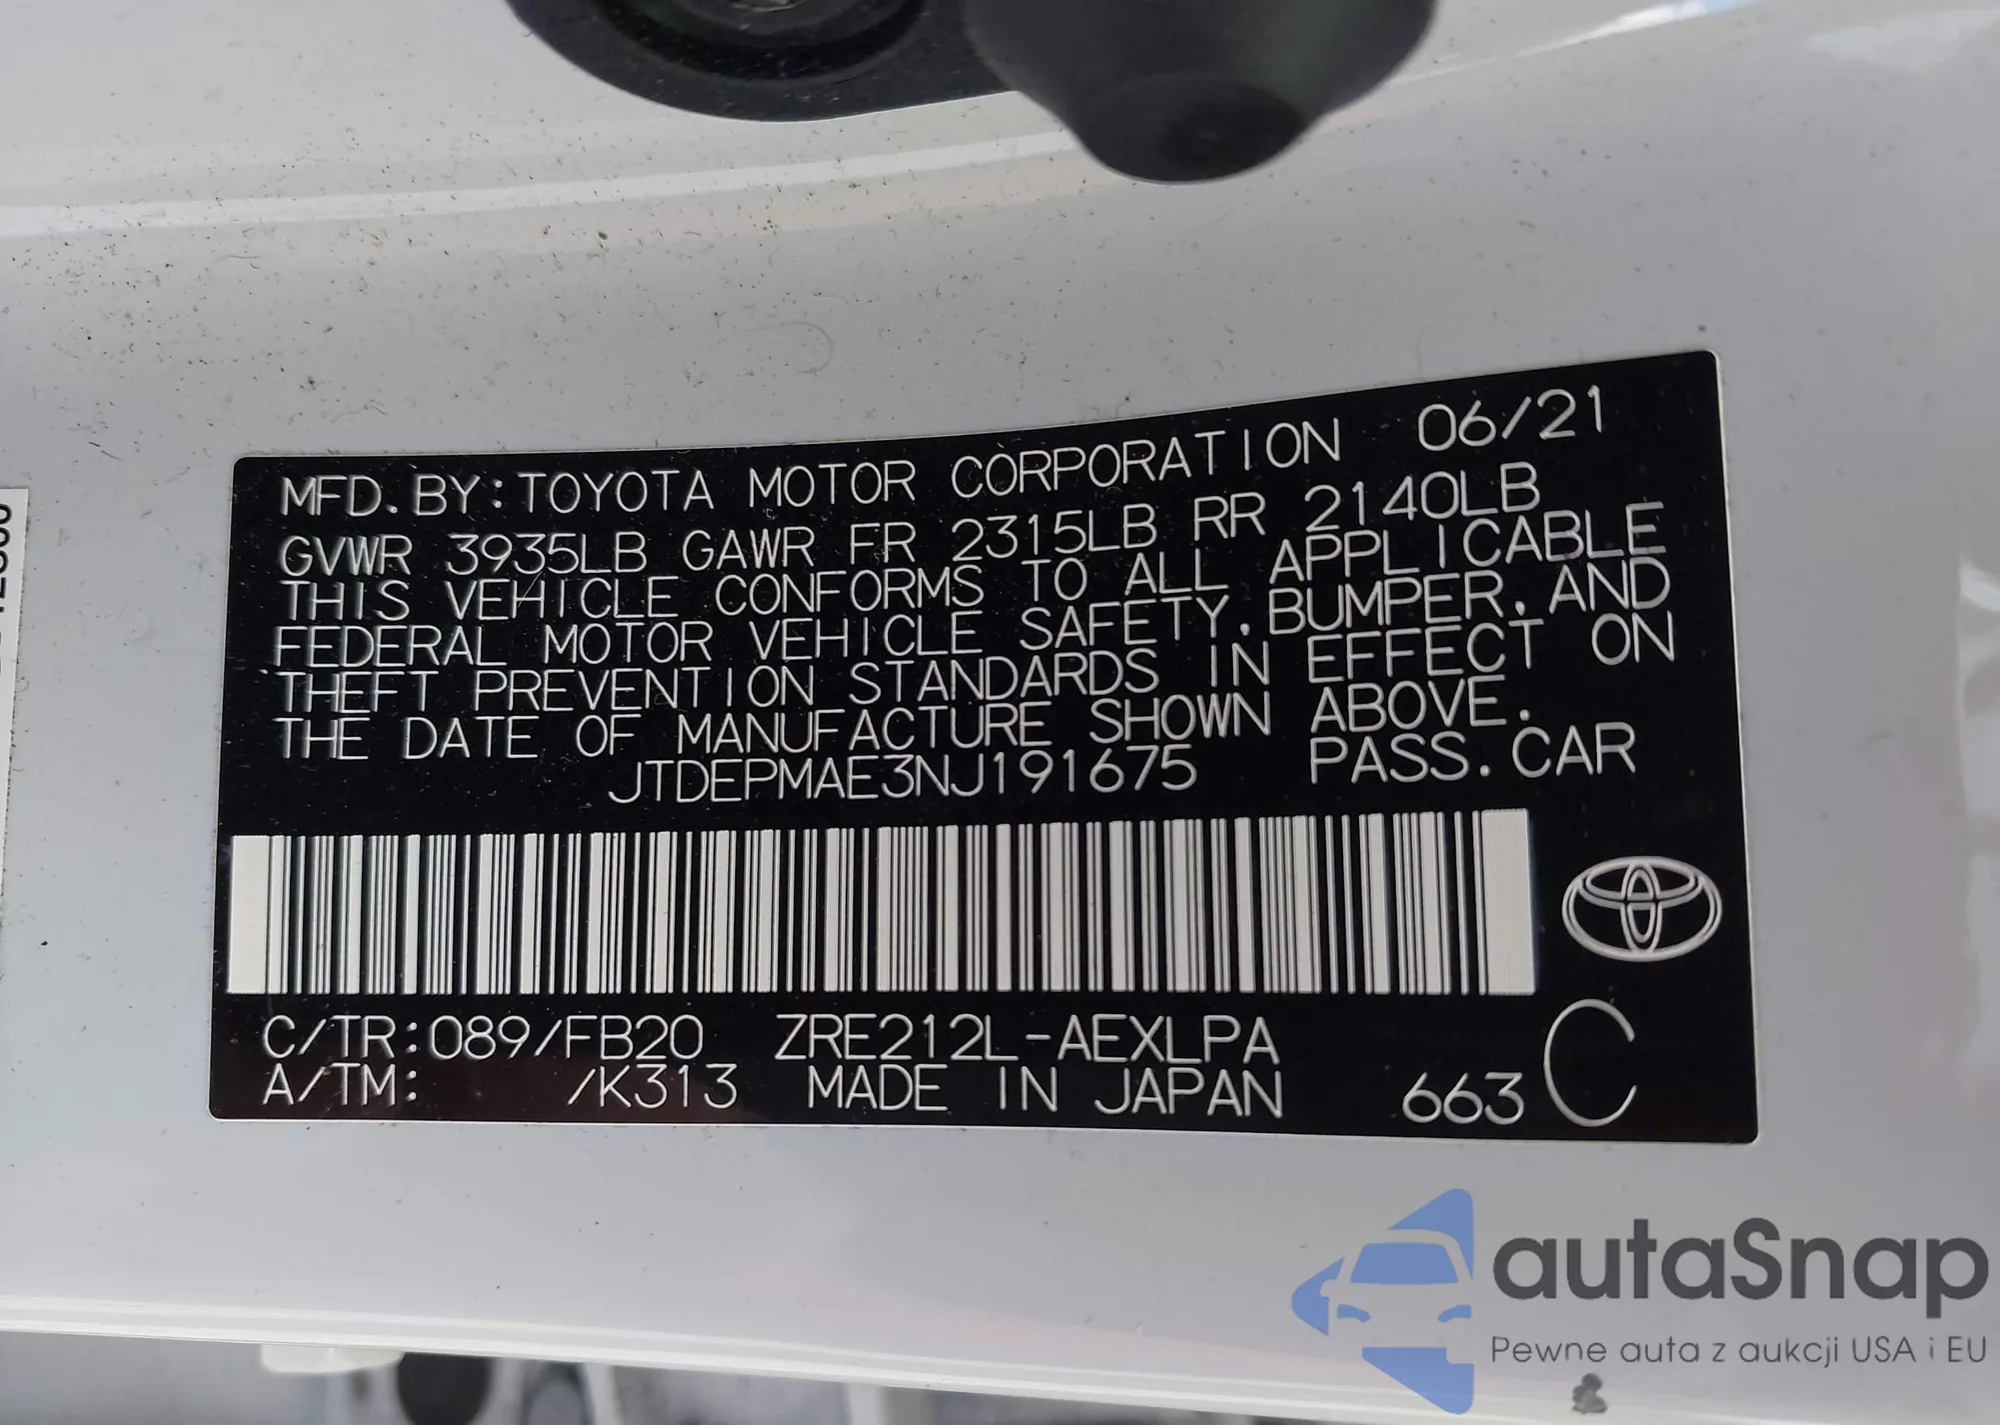 MFD. BY:TOYOTA MOTOR CORPORATION 06/21
GVWR 3935LB GAWR FR 2315LB RR 2140LB
THIS VEHICLE CONFORMS TO ALL APPLICABLE
FEDERAL MOTOR VEHICLE SAFETY, BUMPER, AND
THEFT PREVENTION STANDARDS IN EFFECT ON
THE DATE OF MANUFACTURE SHOWN ABOVE.
JTDEPMAE3NJ191675 PASS. CAR
C/TR:089/FB20 ZRE212L-AEXLPA
A/TM: /K313 MADE IN JAPAN 663 C
autaSnap
Pewne auta z aukcji USA i EU